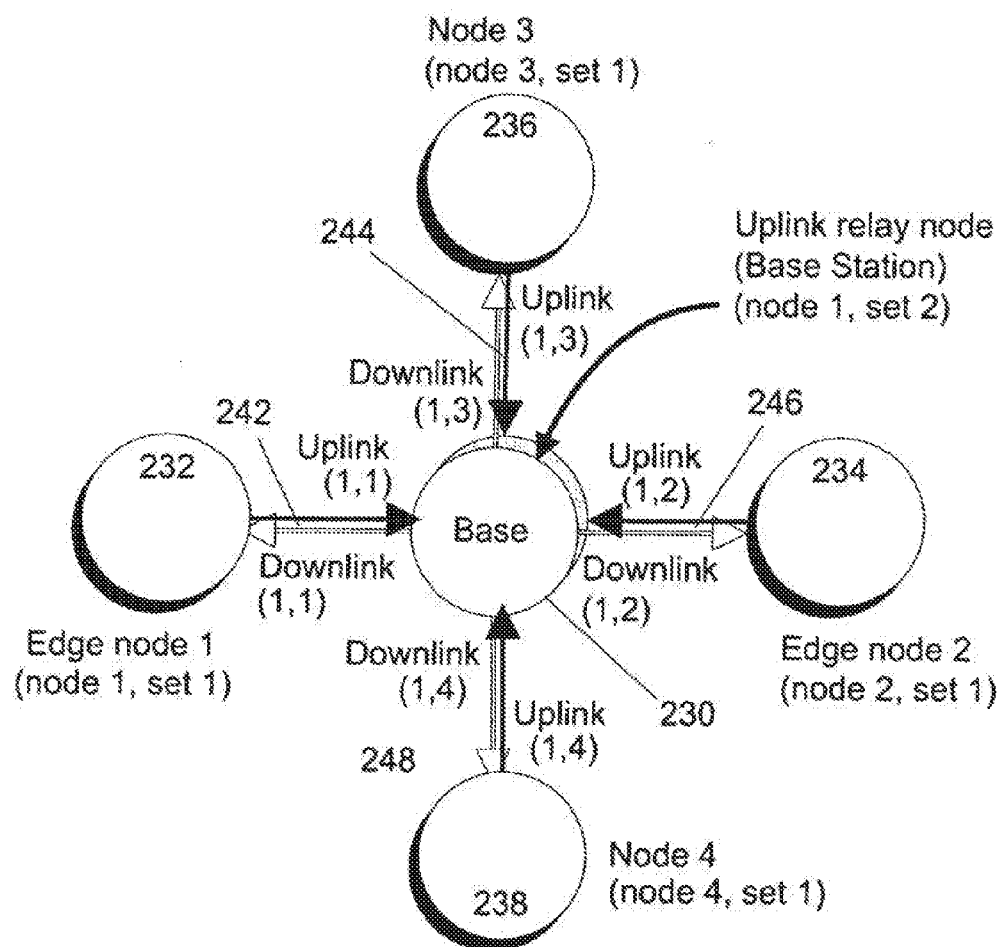 Node 3
(node 3, set 1)
236
244
Uplink
(1,3)
Downlink
(1,3)
Uplink relay node
(Base Station)
(node 1, set 2)
242
246
232
Uplink
(1,1)
Base
Uplink
(1,2)
234
Downlink
(1,1)
Downlink
(1,2)
Edge node 1
(node 1, set 1)
Downlink
(1,4)
Edge node 2
(node 2, set 1)
230
Uplink
(1,4)
248
238
Node 4
(node 4, set 1)